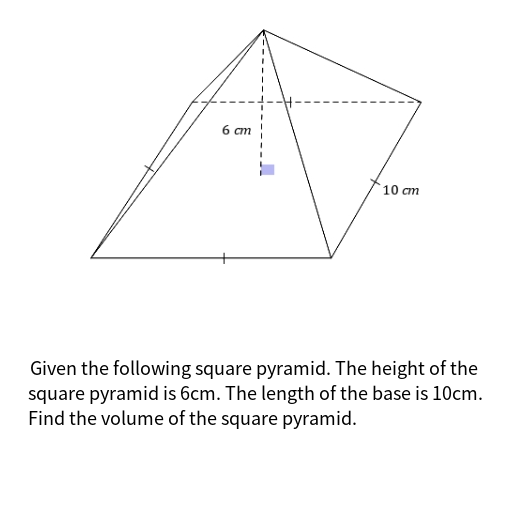 6 cm
10 cm
Given the following square pyramid. The height of the
square pyramid is 6cm. The length of the base is 10cm.
Find the volume of the square pyramid.